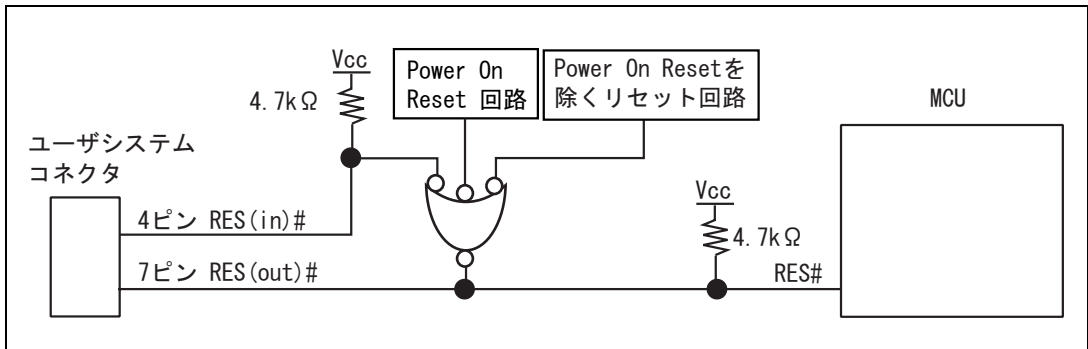 Vcc
4.7kΩ
Power On
Reset 回路
Power On Resetを
除くリセット回路
MCU
ユーザシステム
コネクタ
4ピン RES(in)#
7ピン RES(out)#
Vcc
4.7kΩ
RES#